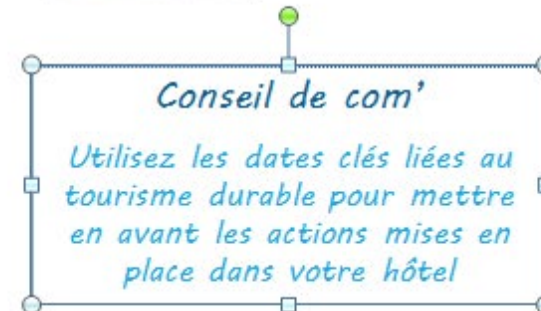 Conseil de com’
Utilisez les dates clés liées au
tourisme durable pour mettre
en avant les actions mises en
place dans votre hôtel